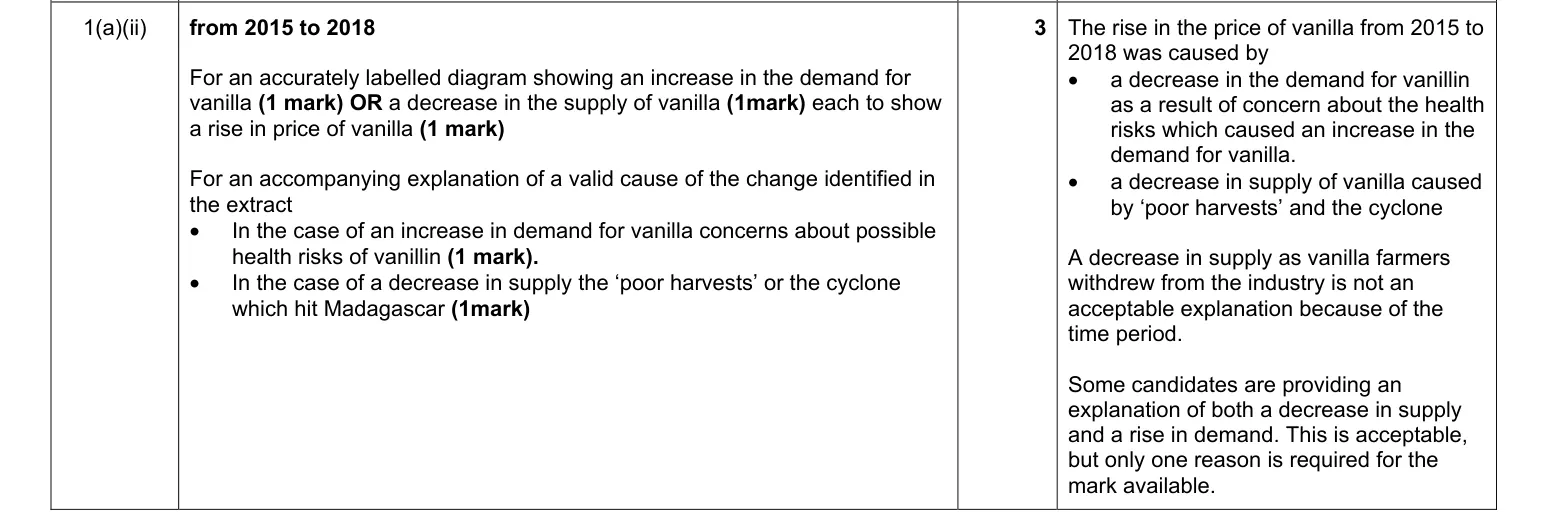 1(a)(ii)
from 2015 to 2018
For an accurately labelled diagram showing an increase in the demand for
vanilla (1 mark) OR a decrease in the supply of vanilla (1mark) each to show
a rise in price of vanilla (1 mark)
For an accompanying explanation of a valid cause of the change identified in
the extract
• In the case of an increase in demand for vanilla concerns about possible
health risks of vanillin (1 mark).
• In the case of a decrease in supply the ‘poor harvests’ or the cyclone
which hit Madagascar (1mark)
3
The rise in the price of vanilla from 2015 to
2018 was caused by
• a decrease in the demand for vanillin
as a result of concern about the health
risks which caused an increase in the
demand for vanilla.
• a decrease in supply of vanilla caused
by ‘poor harvests’ and the cyclone
A decrease in supply as vanilla farmers
withdrew from the industry is not an
acceptable explanation because of the
time period.
Some candidates are providing an
explanation of both a decrease in supply
and a rise in demand. This is acceptable,
but only one reason is required for the
mark available.